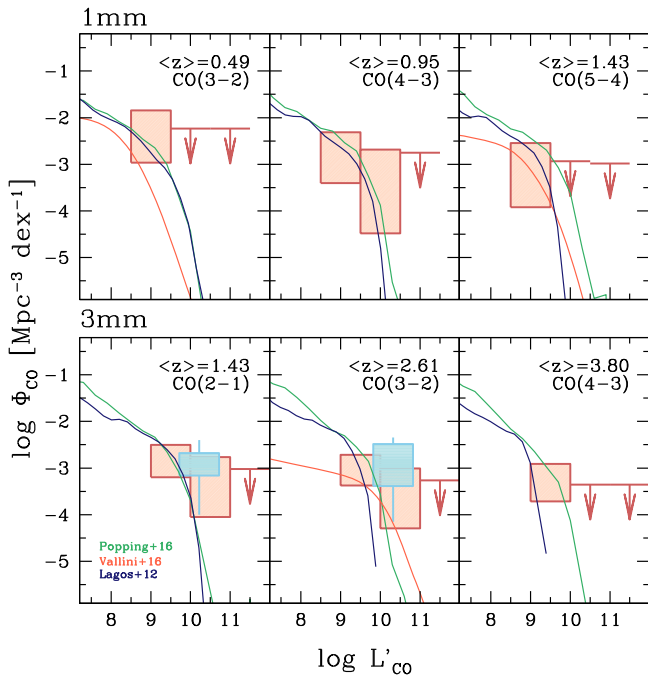 1mm
<z>=0.49
CO(3-2)
<z>=0.95
CO(4-3)
<z>=1.43
CO(5-4)
-1
-2
-3
-4
-5
3mm
<z>=1.43
CO(2-1)
<z>=2.61
CO(3-2)
<z>=3.80
CO(4-3)
-1
-2
-3
-4
-5
Popping+16
Vallini+16
Lagos+12
8 9 10 11 8 9 10 11 8 9 10 11
log Φ_CO [Mpc⁻³ dex⁻¹]
log L'_CO